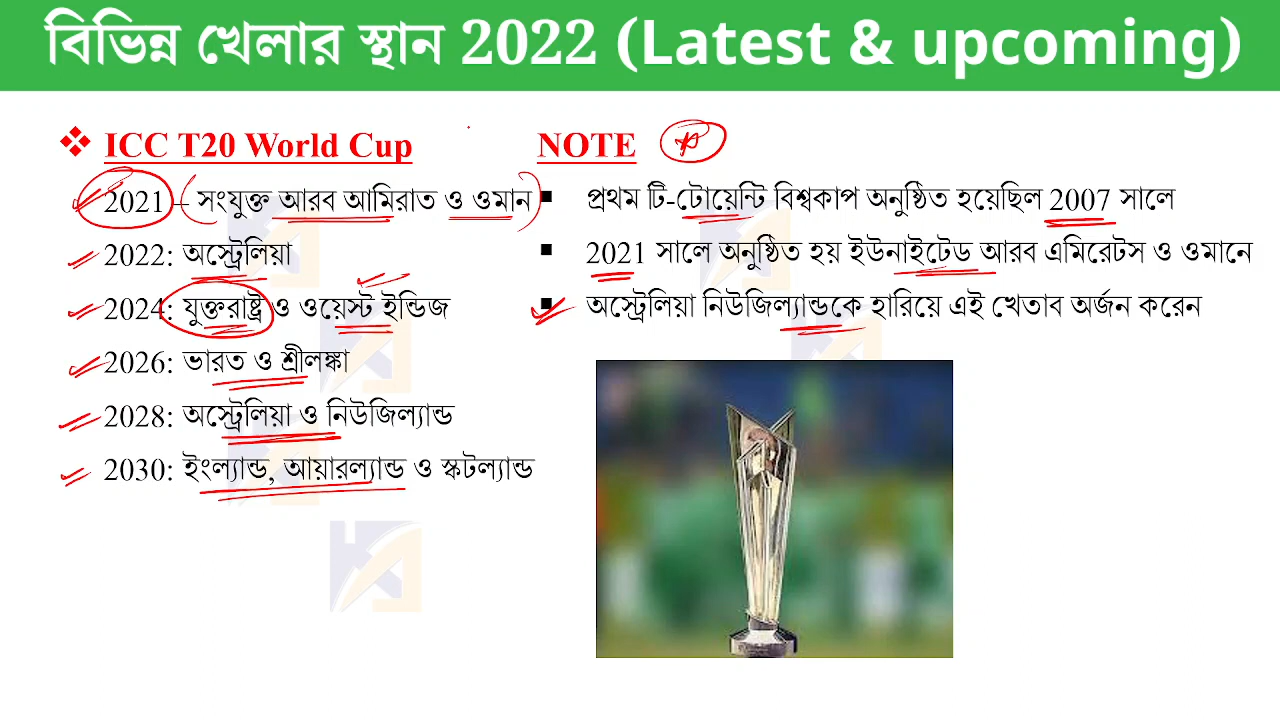 বিভিন্ন খেলার স্থান 2022 (Latest & upcoming)
❖ ICC T20 World Cup
2021 – সংযুক্ত আরব আমিরাত ও ওমান
2022: অস্ট্রেলিয়া
2024: যুক্তরাষ্ট্র ও ওয়েস্ট ইন্ডিজ
2026: ভারত ও শ্রীলঙ্কা
2028: অস্ট্রেলিয়া ও নিউজিল্যান্ড
2030: ইংল্যান্ড, আয়ারল্যান্ড ও স্কটল্যান্ড
NOTE
▪ প্রথম টি-টোয়েন্টি বিশ্বকাপ অনুষ্ঠিত হয়েছিল 2007 সালে
▪ 2021 সালে অনুষ্ঠিত হয় ইউনাইটেড আরব এমিরেটস ও ওমানে
▪ অস্ট্রেলিয়া নিউজিল্যান্ডকে হারিয়ে এই খেতাব অর্জন করেন